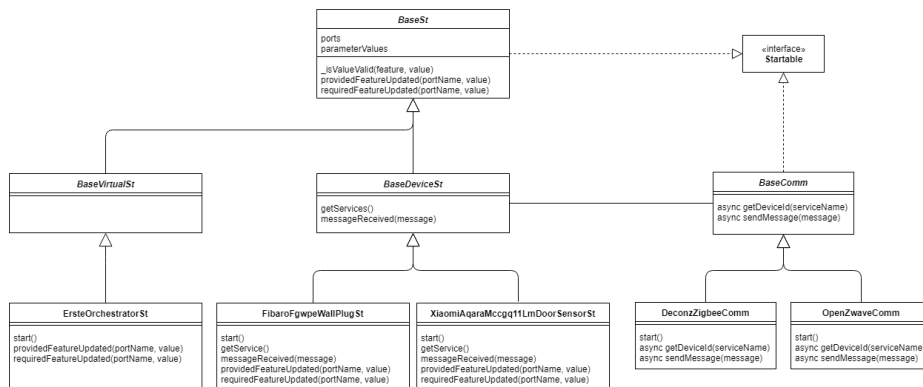 BaseSt
ports
parameterValues
_isValueValid(feature, value)
providedFeatureUpdated(portName, value)
requiredFeatureUpdated(portName, value)
«interface»
Startable
BaseVirtualSt
BaseDeviceSt
getServices()
messageReceived(message)
BaseComm
async getDeviceId(serviceName)
async sendMessage(message)
ErsteOrchestratorSt
start()
providedFeatureUpdated(portName, value)
requiredFeatureUpdated(portName, value)
FibaroFgwpeWallPlugSt
start()
getService()
messageReceived(message)
providedFeatureUpdated(portName, value)
requiredFeatureUpdated(portName, value)
XiaomiAqaraMccgq11LmDoorSensorSt
start()
getService()
messageReceived(message)
providedFeatureUpdated(portName, value)
requiredFeatureUpdated(portName, value)
DeconzZigbeeComm
start()
async getDeviceId(serviceName)
async sendMessage(message)
OpenZwaveComm
start()
async getDeviceId(serviceName)
async sendMessage(message)